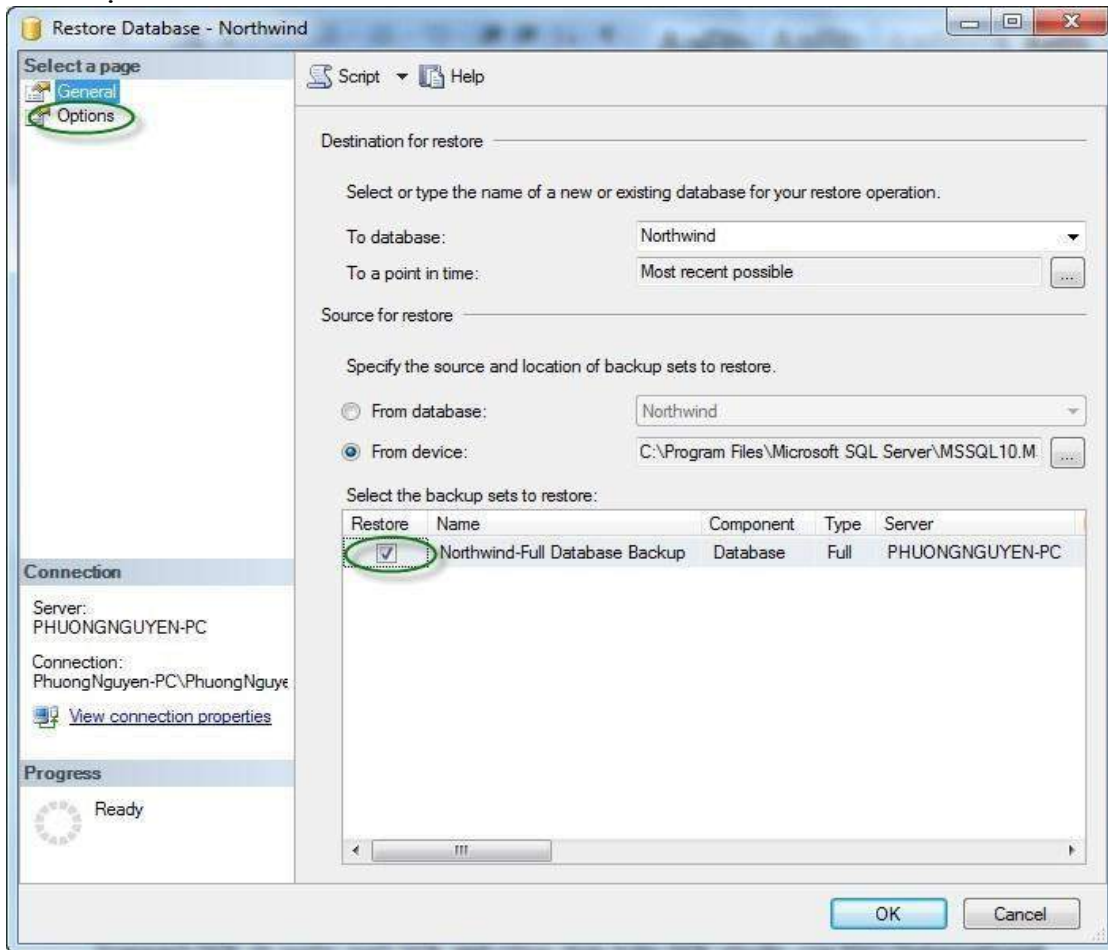 Restore Database - Northwind
Select a page
General
Options
Script Help
Destination for restore
Select or type the name of a new or existing database for your restore operation.
To database: Northwind
To a point in time: Most recent possible ...
Source for restore
Specify the source and location of backup sets to restore.
From database: Northwind
From device: C:\Program Files\Microsoft SQL Server\MSSQL10.M ...
Select the backup sets to restore:
Restore Name Component Type Server
Northwind-Full Database Backup Database Full PHUONGNGUYEN-PC
Connection
Server:
PHUONGNGUYEN-PC
Connection:
PhuongNguyen-PC\PhuongNguye
View connection properties
Progress
Ready
OK Cancel